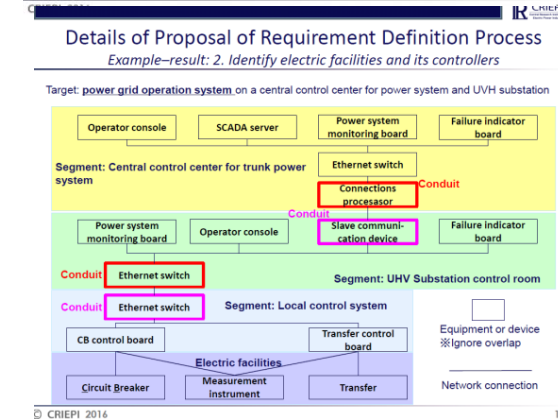 CRIEPI 2016
CRIEPI
Details of Proposal of Requirement Definition Process
Example–result: 2. Identify electric facilities and its controllers
Target: power grid operation system on a central control center for power system and UVH substation
Operator console
SCADA server
Power system
monitoring board
Failure indicator
board
Ethernet switch
Segment: Central control center for trunk power
system
Connections
procesasor
Conduit
Conduit
Power system
monitoring board
Operator console
Slave communi-
cation device
Failure indicator
board
Conduit
Ethernet switch
Segment: UHV Substation control room
Conduit
Ethernet switch
Segment: Local control system
CB control board
Transfer control
board
Equipment or device
※Ignore overlap
Electric facilities
Circuit Breaker
Measurement
instrument
Transfer
Network connection
© CRIEPI 2016